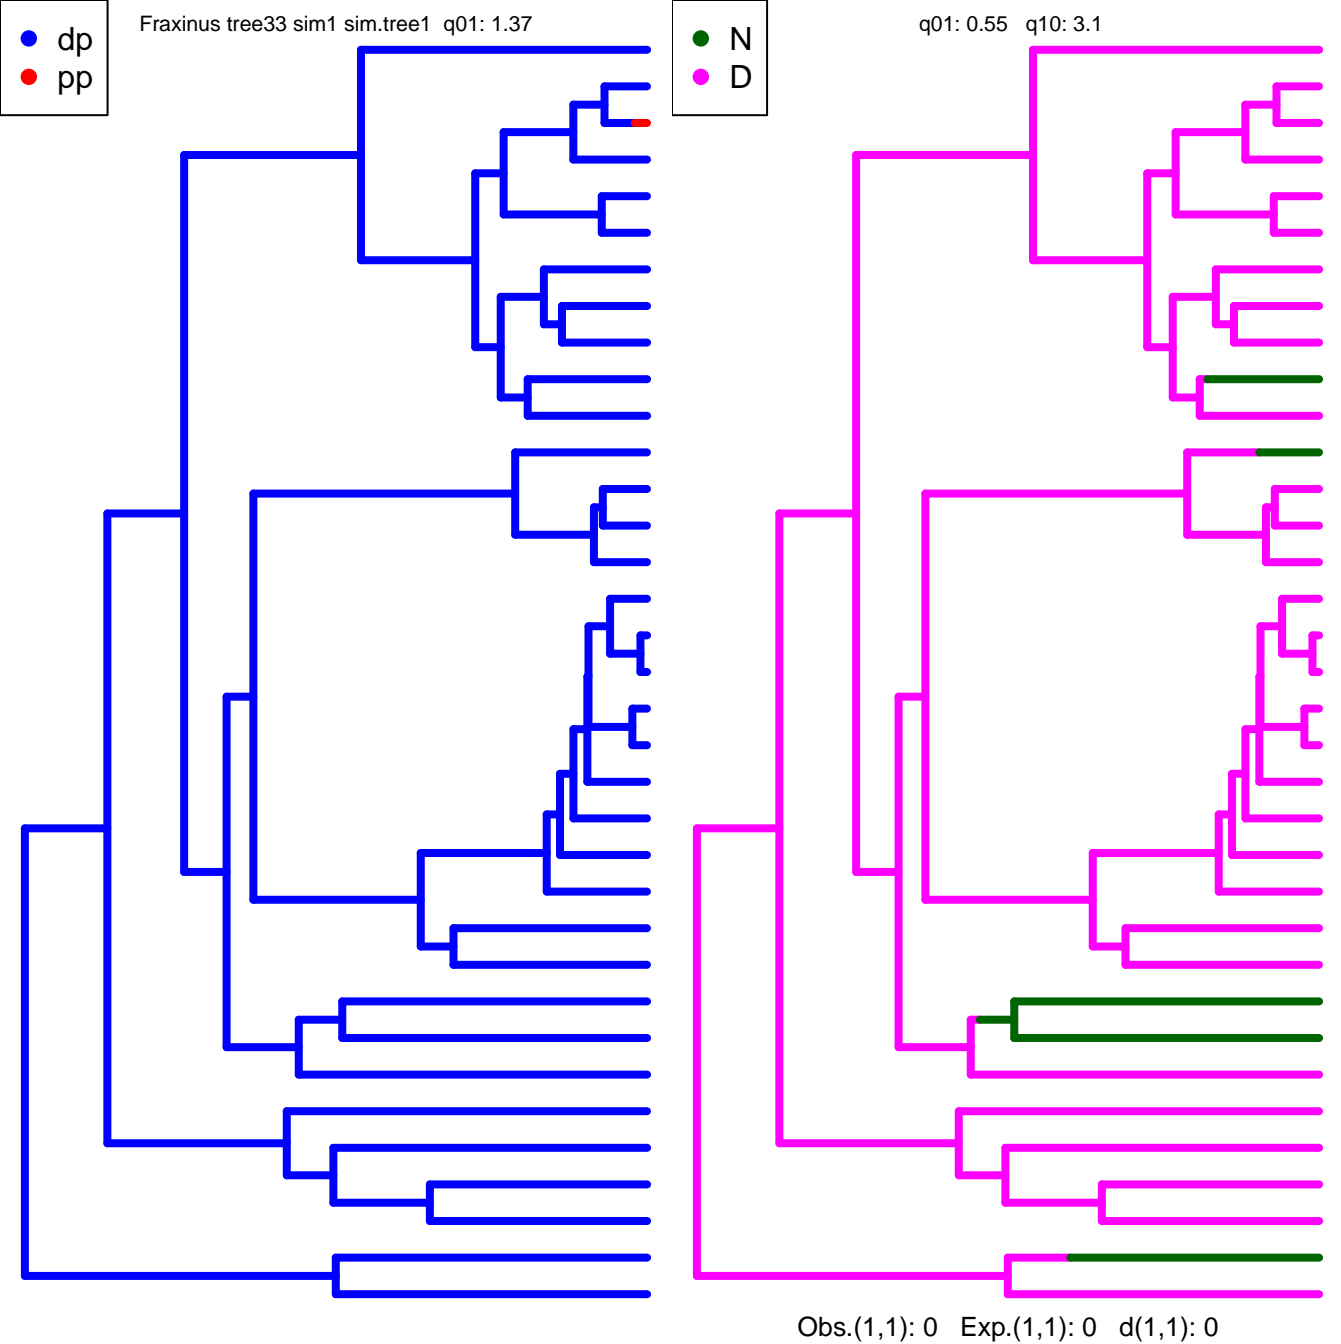 dp
pp
Fraxinus tree33 sim1 sim.tree1 q01: 1.37
N
D
q01: 0.55 q10: 3.1
Obs.(1,1): 0 Exp.(1,1): 0 d(1,1): 0